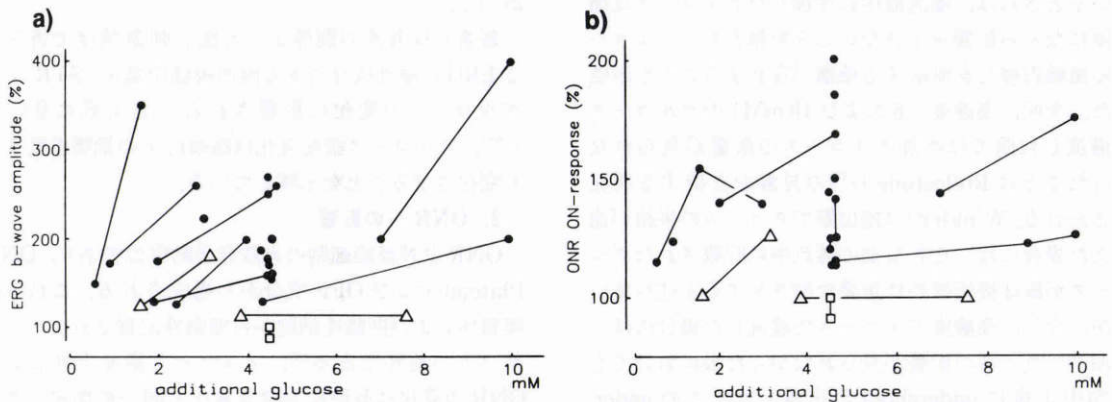 a)
ERG b-wave amplitude (%)
400
300
200
100
0
2
4
6
8
10
additional glucose
mM
b)
ONR ON-response (%)
200
150
100
0
2
4
6
8
10
additional glucose
mM